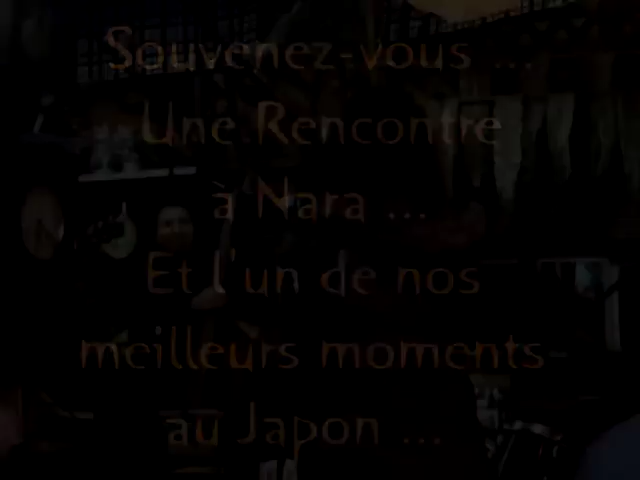 Souvenez-vous ...
Une Rencontre
à Nara ...
Et l'un de nos
meilleurs moments
au Japon ...